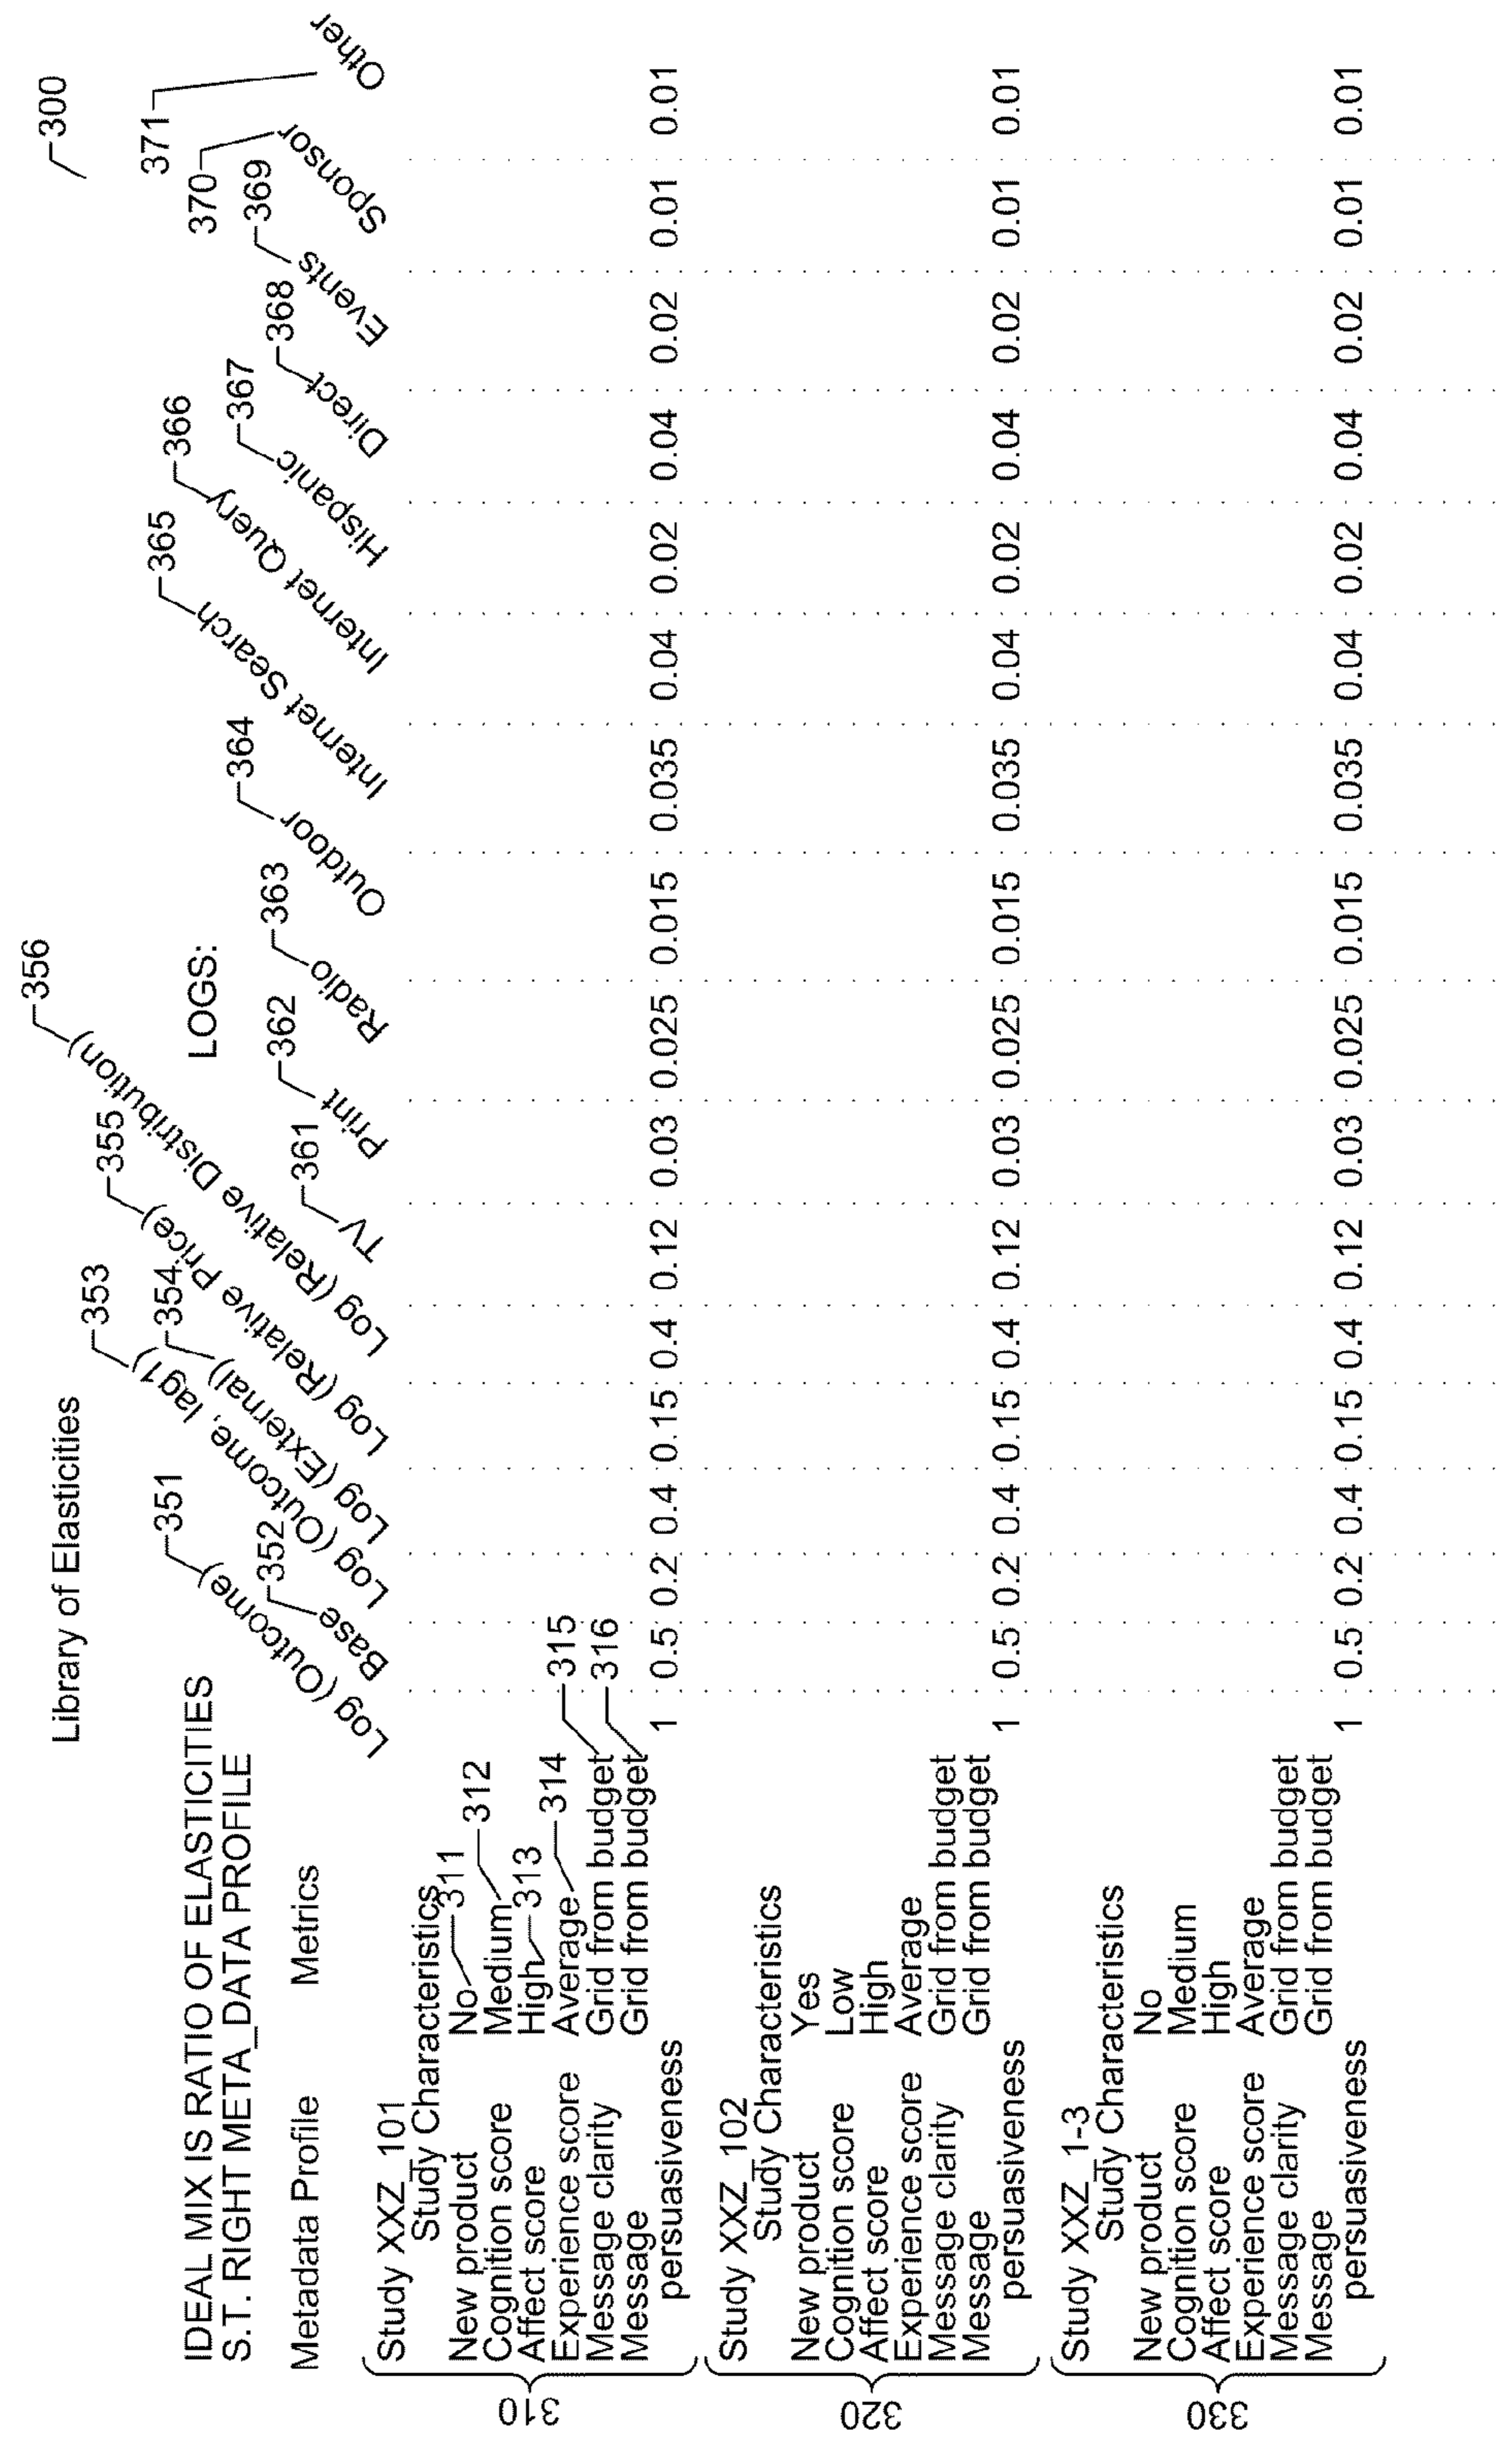 Library of Elasticities
300
IDEAL MIX IS RATIO OF ELASTICITIES
S.T. RIGHT META_DATA PROFILE
LOGS:
Metadata Profile Metrics
Log (Outcome) 351
Base 352
Log (Outcome, lag1) 353
Log (External) 354
Log (Relative Price) 355
Log (Relative Distribution) 356
TV 361
Print 362
Radio 363
Outdoor 364
Internet Search 365
Internet Query 366
Hispanic 367
Direct 368
Events 369
Sponsor 370
Other 371
310
Study XXZ_101
Study Characteristics
New product No 311
Cognition score Medium 312
Affect score High 313
Experience score Average 314
Message clarity Grid from budget 315
Message Grid from budget 316
persuasiveness 1 0.5 0.2 0.4 0.15 0.4 0.12 0.03 0.025 0.015 0.035 0.04 0.02 0.04 0.02 0.01 0.01
320
Study XXZ_102
Study Characteristics
New product Yes
Cognition score Low
Affect score High
Experience score Average
Message clarity Grid from budget
Message Grid from budget
persuasiveness 1 0.5 0.2 0.4 0.15 0.4 0.12 0.03 0.025 0.015 0.035 0.04 0.02 0.04 0.02 0.01 0.01
330
Study XXZ_1-3
Study Characteristics
New product No
Cognition score Medium
Affect score High
Experience score Average
Message clarity Grid from budget
Message Grid from budget
persuasiveness 1 0.5 0.2 0.4 0.15 0.4 0.12 0.03 0.025 0.015 0.035 0.04 0.02 0.04 0.02 0.01 0.01